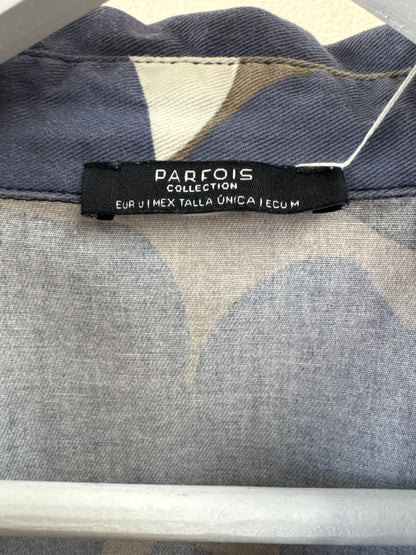 PARFOIS
COLLECTION
EUR U | MEX TALLA ÚNICA | ECU M